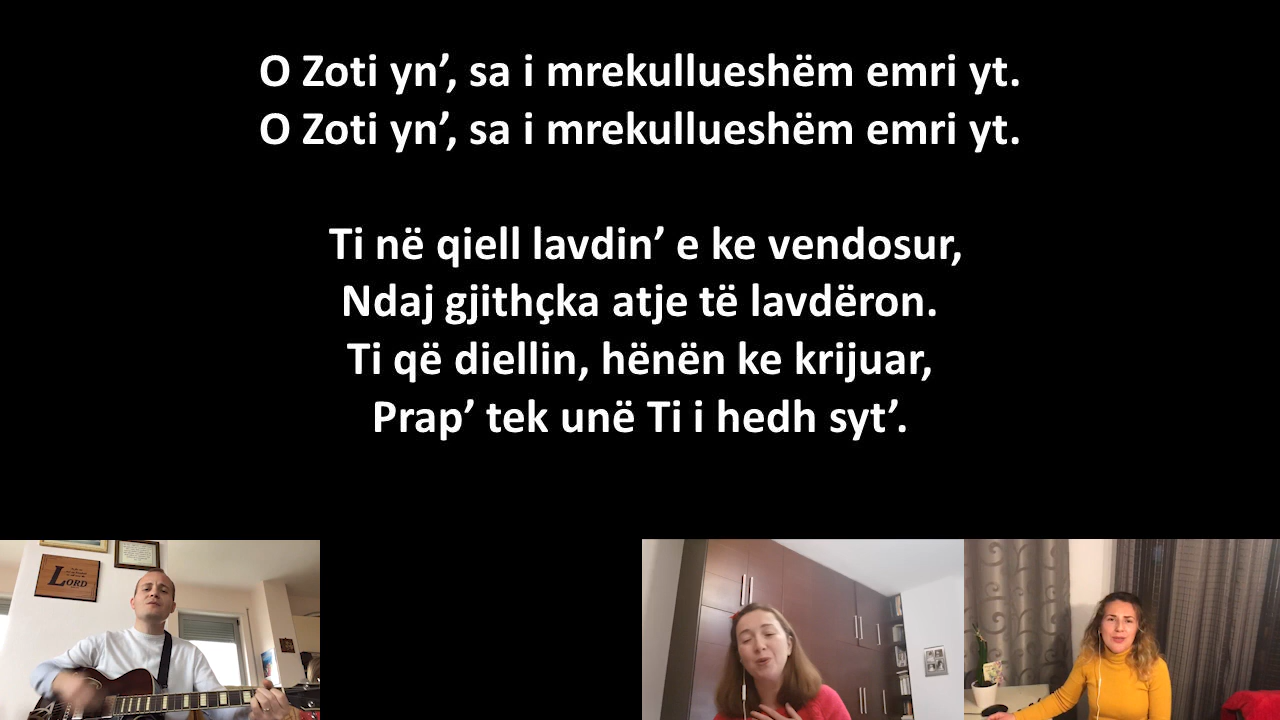 O Zoti yn’, sa i mrekullueshëm emri yt.
O Zoti yn’, sa i mrekullueshëm emri yt.
Ti në qiell lavdin’ e ke vendosur,
Ndaj gjithçka atje të lavdëron.
Ti që diellin, hënën ke krijuar,
Prap’ tek unë Ti i hedh syt’.
LORD